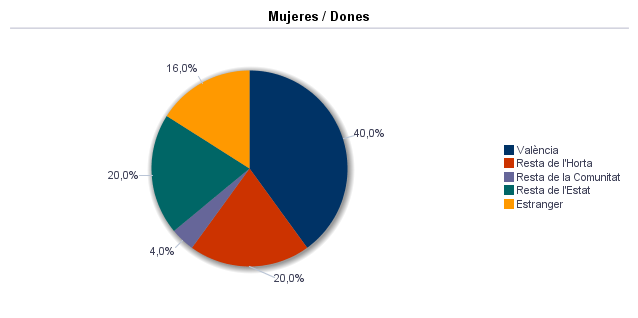 Mujeres / Dones
16,0%
40,0%
20,0%
4,0%
20,0%
València
Resta de l'Horta
Resta de la Comunitat
Resta de l'Estat
Estranger